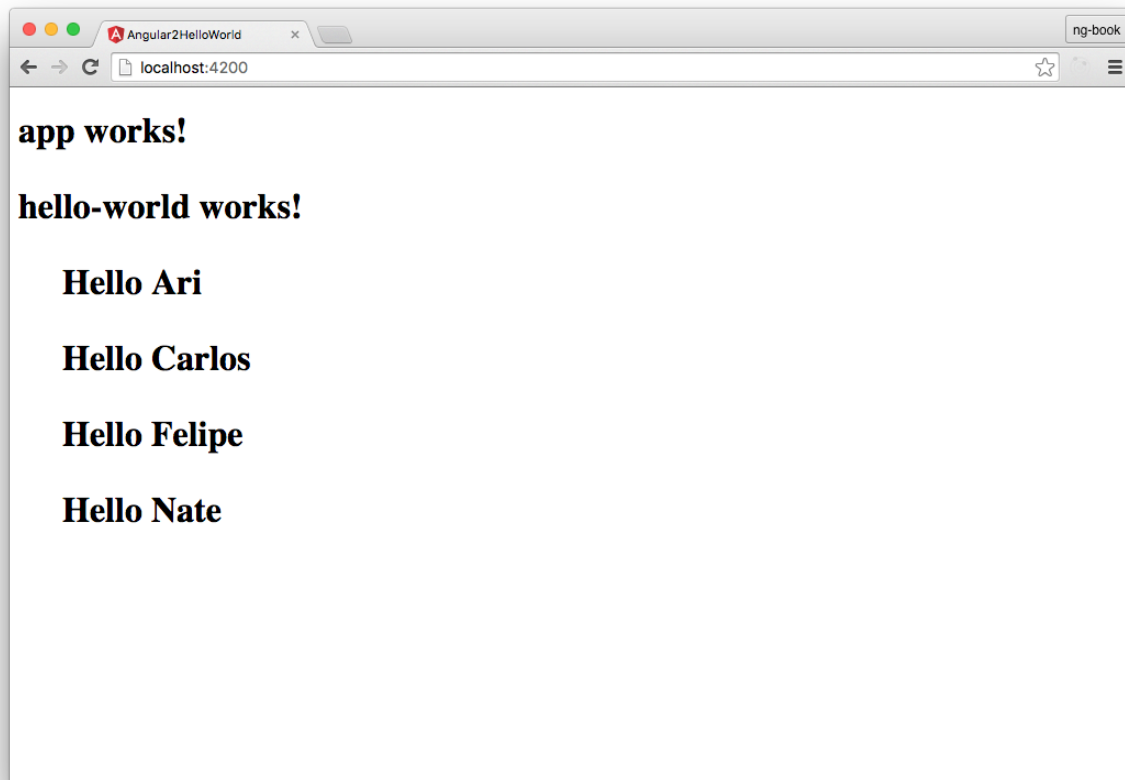 Angular2HelloWorld
ng-book
localhost:4200
app works!
hello-world works!
Hello Ari
Hello Carlos
Hello Felipe
Hello Nate